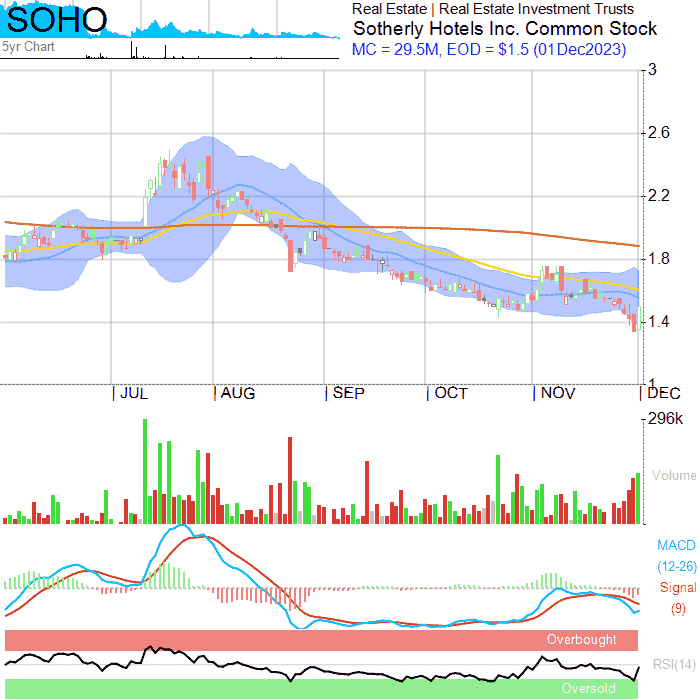 SOHO
5yr Chart
Real Estate | Real Estate Investment Trusts
Sotherly Hotels Inc. Common Stock
MC = 29.5M, EOD = $1.5 (01Dec2023)
3
2.6
2.2
1.8
1.4
1
JUL AUG SEP OCT NOV DEC
296k
Volume
MACD
(12-26)
Signal
(9)
Overbought
RSI(14)
Oversold